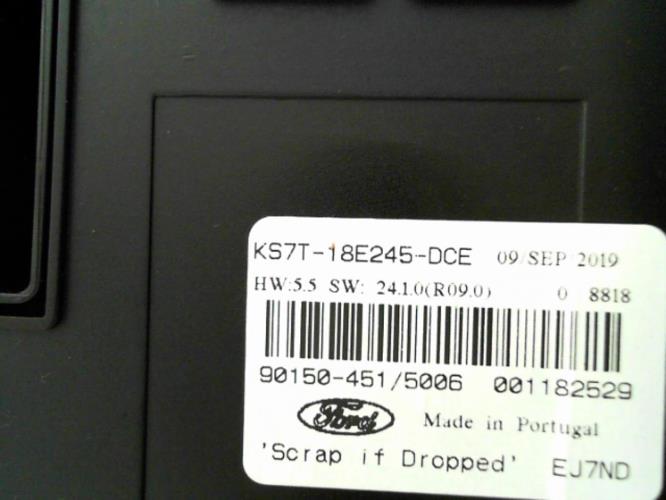 KS7T-18E245-DCE 09 SEP 2019
HW:5.5 SW: 24.1.0(R09.0) 0 8818
90150-451/5006 001182529
Ford Made in Portugal
'Scrap if Dropped' EJ7ND